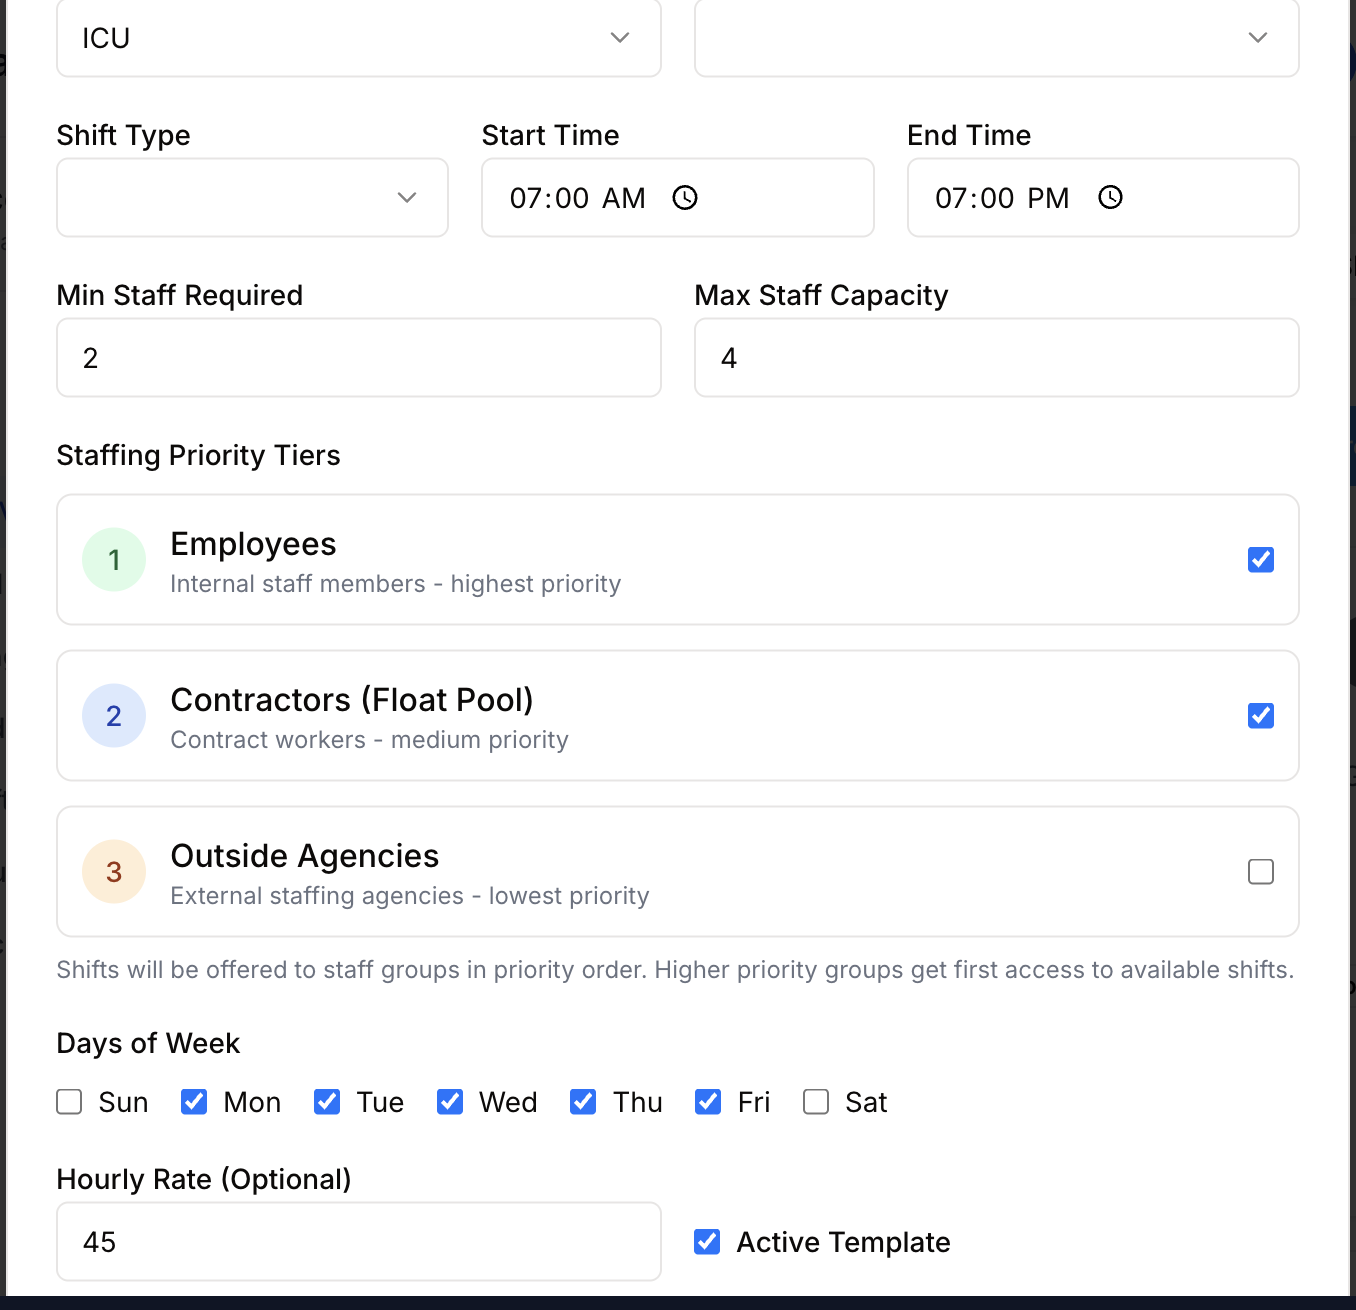 ICU
Shift Type Start Time End Time
07:00 AM 07:00 PM
Min Staff Required Max Staff Capacity
2 4
Staffing Priority Tiers
1 Employees
Internal staff members - highest priority
2 Contractors (Float Pool)
Contract workers - medium priority
3 Outside Agencies
External staffing agencies - lowest priority
Shifts will be offered to staff groups in priority order. Higher priority groups get first access to available shifts.
Days of Week
Sun Mon Tue Wed Thu Fri Sat
Hourly Rate (Optional)
45 Active Template